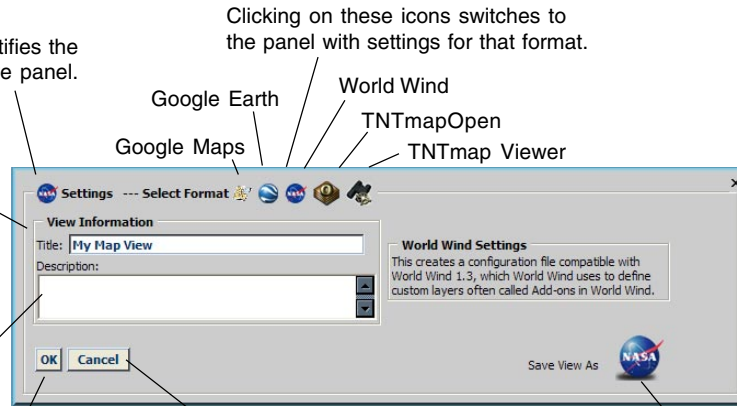 Clicking on these icons switches to
the panel with settings for that format.
tifies the
e panel.
World Wind
Google Earth
TNTmapOpen
Google Maps
TNTmap Viewer
Settings --- Select Format
View Information
Title: My Map View
Description:
World Wind Settings
This creates a configuration file compatible with
World Wind 1.3, which World Wind uses to define
custom layers often called Add-ons in World Wind.
OK Cancel
Save View As
NASA